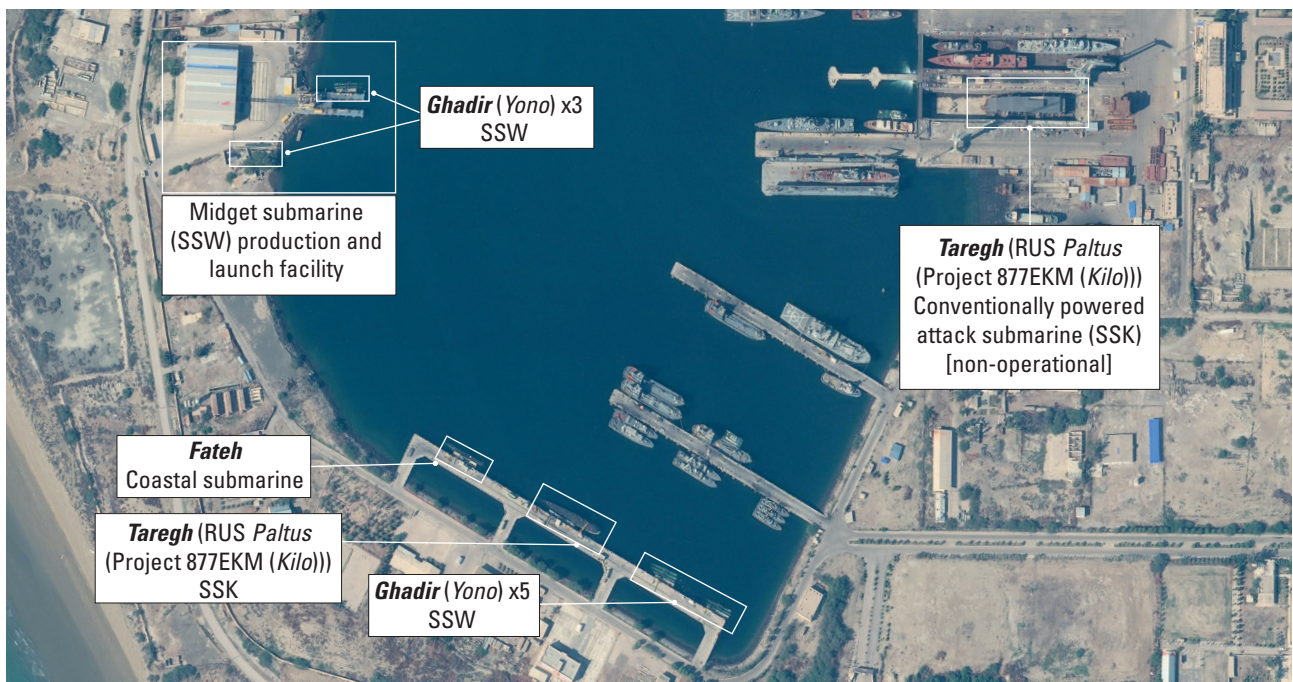 Ghadir (Yono) x3
SSW
Midget submarine
(SSW) production and
launch facility
Taregh (RUS Paltus
(Project 877EKM (Kilo)))
Conventionally powered
attack submarine (SSK)
[non-operational]
Fateh
Coastal submarine
Taregh (RUS Paltus
(Project 877EKM (Kilo)))
SSK
Ghadir (Yono) x5
SSW